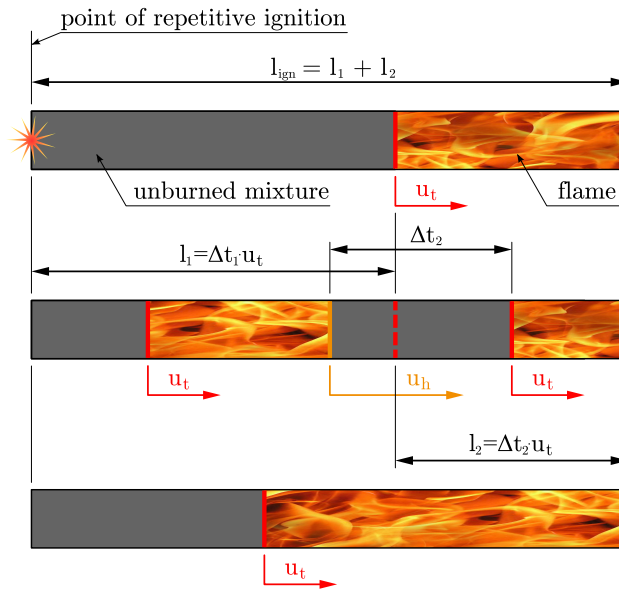 point of repetitive ignition
l_ign = l_1 + l_2
unburned mixture
u_t
flame
l_1=Δt_1·u_t
Δt_2
u_t
u_h
u_t
l_2=Δt_2·u_t
u_t